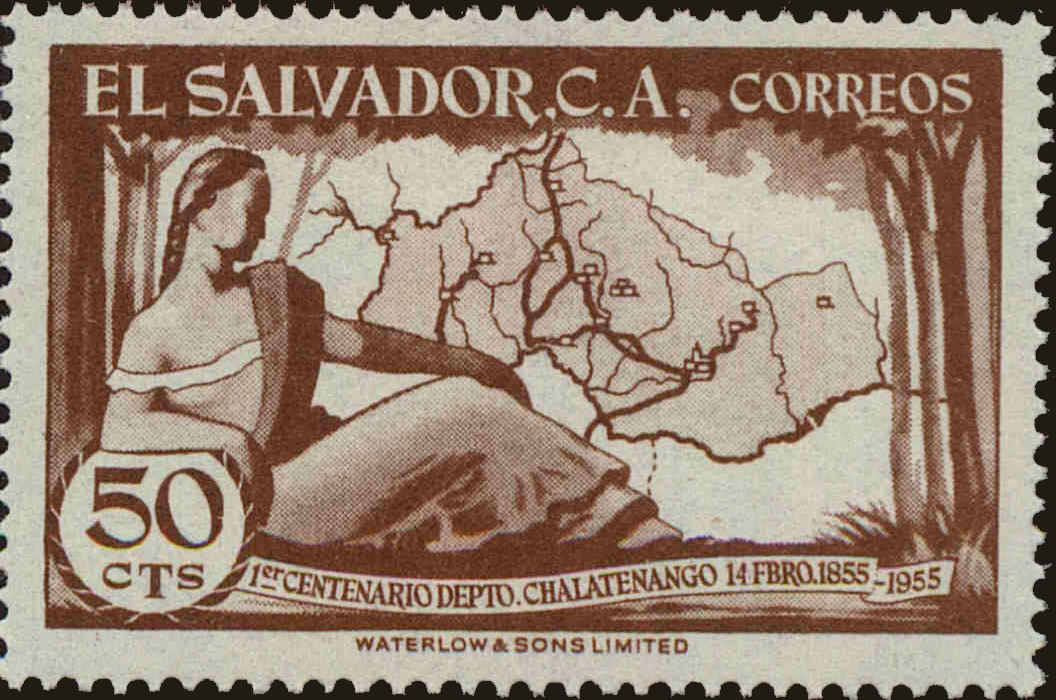 EL SALVADOR.C.A. CORREOS
50
CTS
1er CENTENARIO DEPTO. CHALATENANGO 14 FBRO.1855-1955
WATERLOW & SONS LIMITED